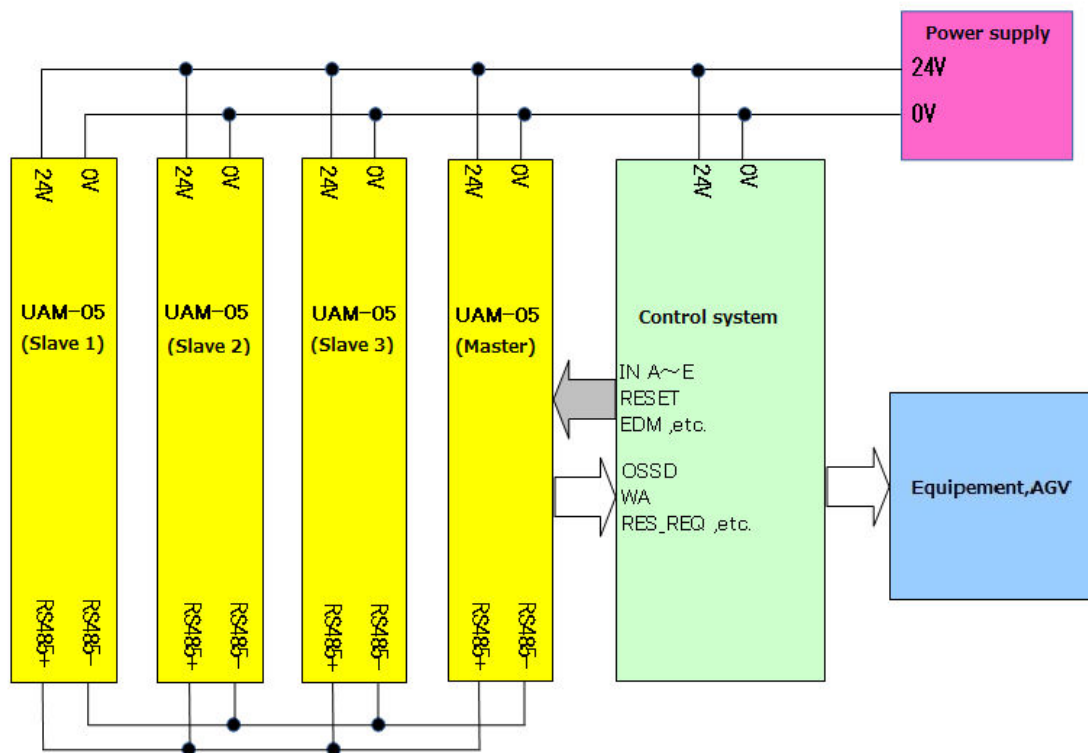 Power supply
24V
0V
24V
0V
24V
0V
24V
0V
24V
0V
24V
0V
UAM-05
(Slave 1)
UAM-05
(Slave 2)
UAM-05
(Slave 3)
UAM-05
(Master)
Control system
IN A～E
RESET
EDM ,etc.
OSSD
WA
RES_REQ ,etc.
Equipement,AGV
RS485+
RS485-
RS485+
RS485-
RS485+
RS485-
RS485+
RS485-